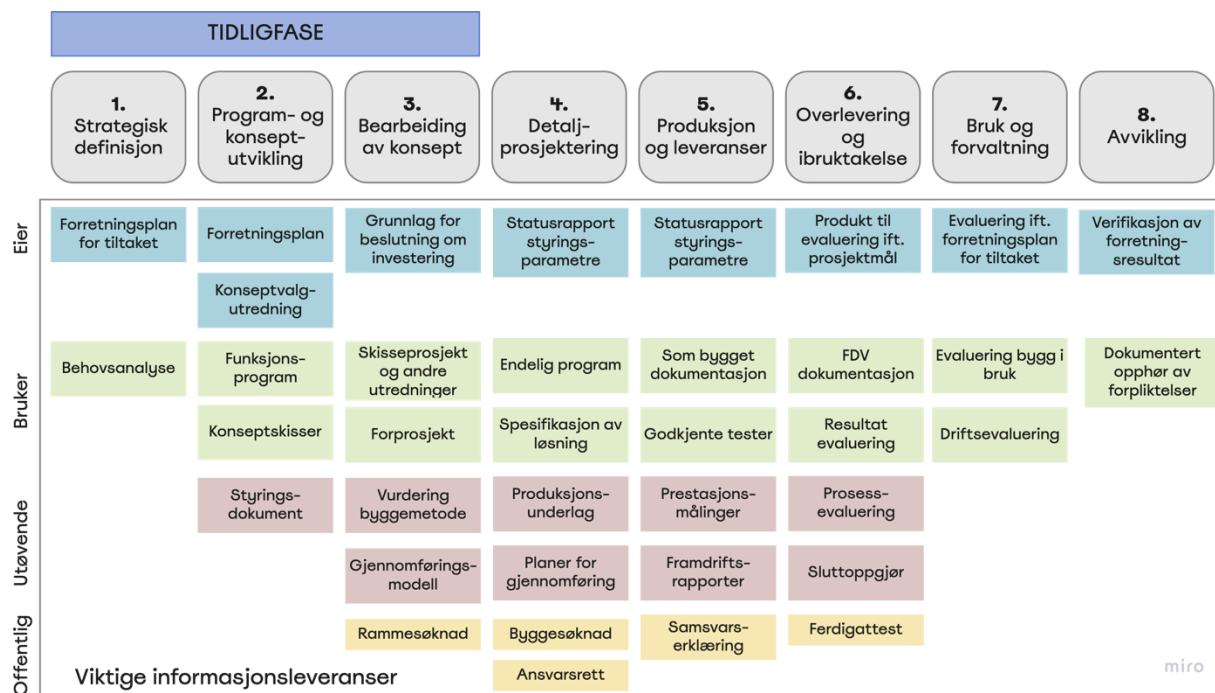 TIDLIGFASE
1.
Strategisk
definisjon
2.
Program- og
konsept-
utvikling
3.
Bearbeiding
av konsept
4.
Detalj-
prosjektering
5.
Produksjon
og leveranser
6.
Overlevering
og
ibruktakelse
7.
Bruk og
forvaltning
8.
Avvikling
Eier
Forretningsplan
for tiltaket
Forretningsplan
Grunnlag for
beslutning om
investering
Statusrapport
styrings-
parametre
Statusrapport
styrings-
parametre
Produkt til
evaluering ift.
prosjektmål
Evaluering ift.
forretningsplan
for tiltaket
Verifikasjon av
forretning-
sresultat
Konseptvalg-
utredning
Bruker
Behovsanalyse
Funksjons-
program
Skisseprosjekt
og andre
utredninger
Endelig program
Som bygget
dokumentasjon
FDV
dokumentasjon
Evaluering bygg i
bruk
Dokumentert
opphør av
forpliktelser
Konseptskisser
Forprosjekt
Spesifikasjon av
løsning
Godkjente tester
Resultat
evaluering
Driftsevaluering
Utøvende
Styrings-
dokument
Vurdering
byggemetode
Produksjons-
underlag
Prestasjons-
målinger
Prosess-
evaluering
Gjennomførings-
modell
Planer for
gjennomføring
Framdrifts-
rapporter
Sluttoppgjør
Offentlig
Rammesøknad
Byggesøknad
Samsvars-
erklæring
Ferdigattest
Ansvarsrett
Viktige informasjonsleveranser
miro